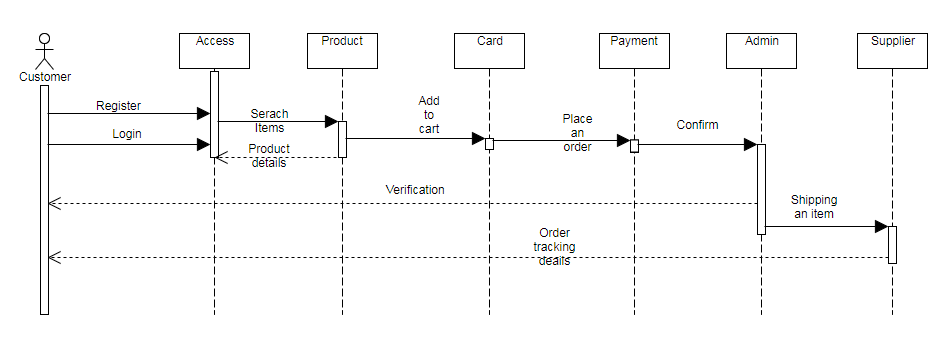 Access
Product
Card
Payment
Admin
Supplier
Customer
Register
Login
Serach
Items
Product
details
Add
to
cart
Place
an
order
Confirm
Verification
Shipping
an item
Order
tracking
deails